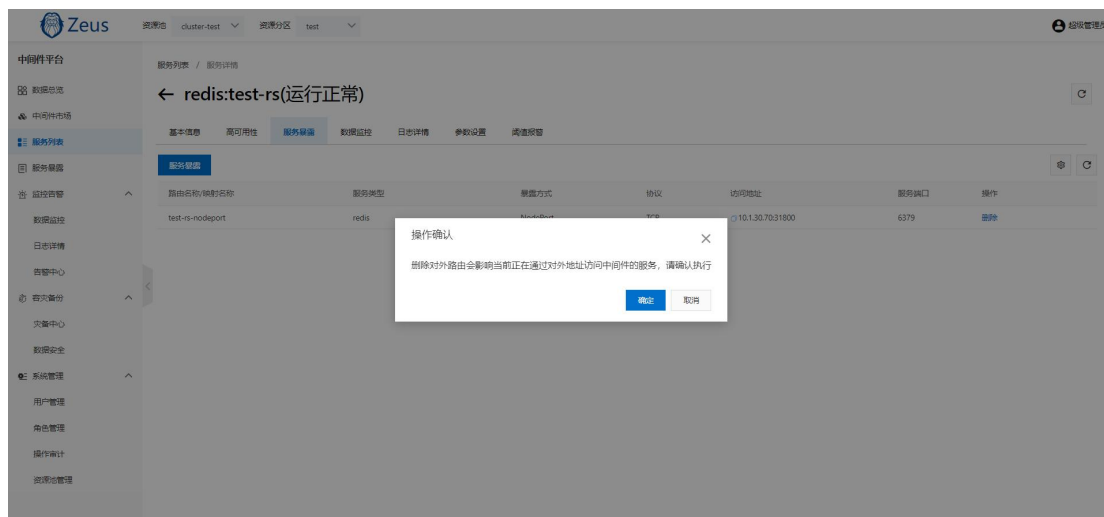 Zeus 资源池 cluster-test 资源分区 test 超级管理员
中间件平台
数据总览
中间件市场
服务列表
服务暴露
监控告警
数据监控
日志详情
告警中心
容灾备份
灾备中心
数据安全
系统管理
用户管理
角色管理
操作审计
资源池管理
服务列表 / 服务详情
← redis:test-rs(运行正常)
基本信息 高可用性 服务暴露 数据监控 日志详情 参数设置 阈值报警
服务暴露
路由名称/映射名称 服务类型 暴露方式 协议 访问地址 服务端口 操作
test-rs-nodeport redis NodePort TCP 10.1.30.70:31800 6379 删除
操作确认
删除对外路由会影响当前正在通过对外地址访问中间件的服务，请确认执行
确定 取消